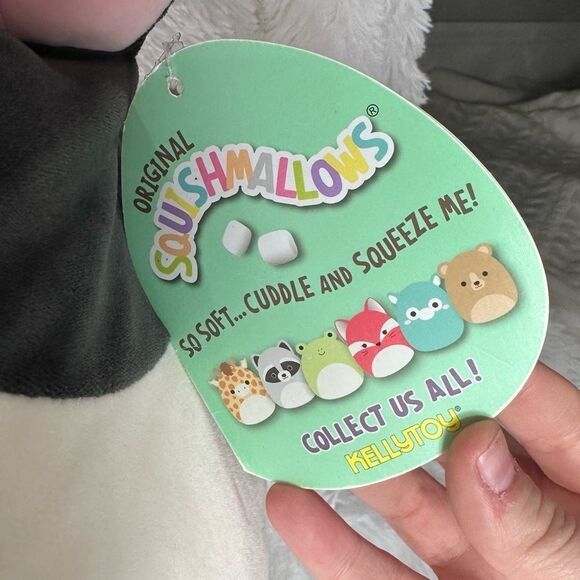 ORIGINAL
SQUISHMALLOWS®
SO SOFT...CUDDLE AND SQUEEZE ME!
COLLECT US ALL!
KELLYTOY®